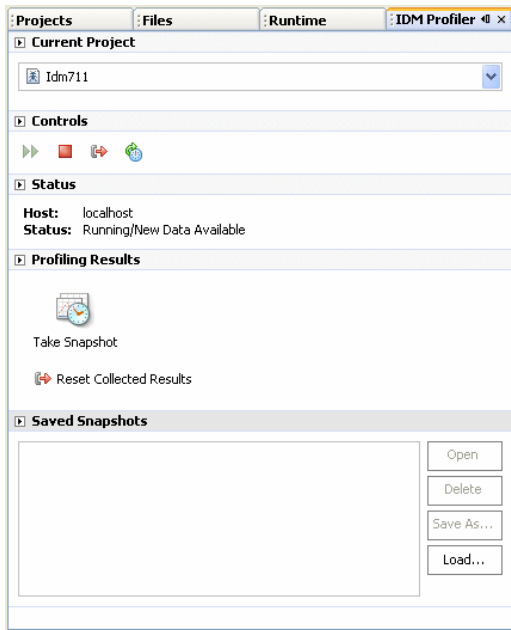 Projects Files Runtime IDM Profiler
Current Project
Idm711
Controls
Status
Host: localhost
Status: Running/New Data Available
Profiling Results
Take Snapshot
Reset Collected Results
Saved Snapshots
Open
Delete
Save As...
Load...